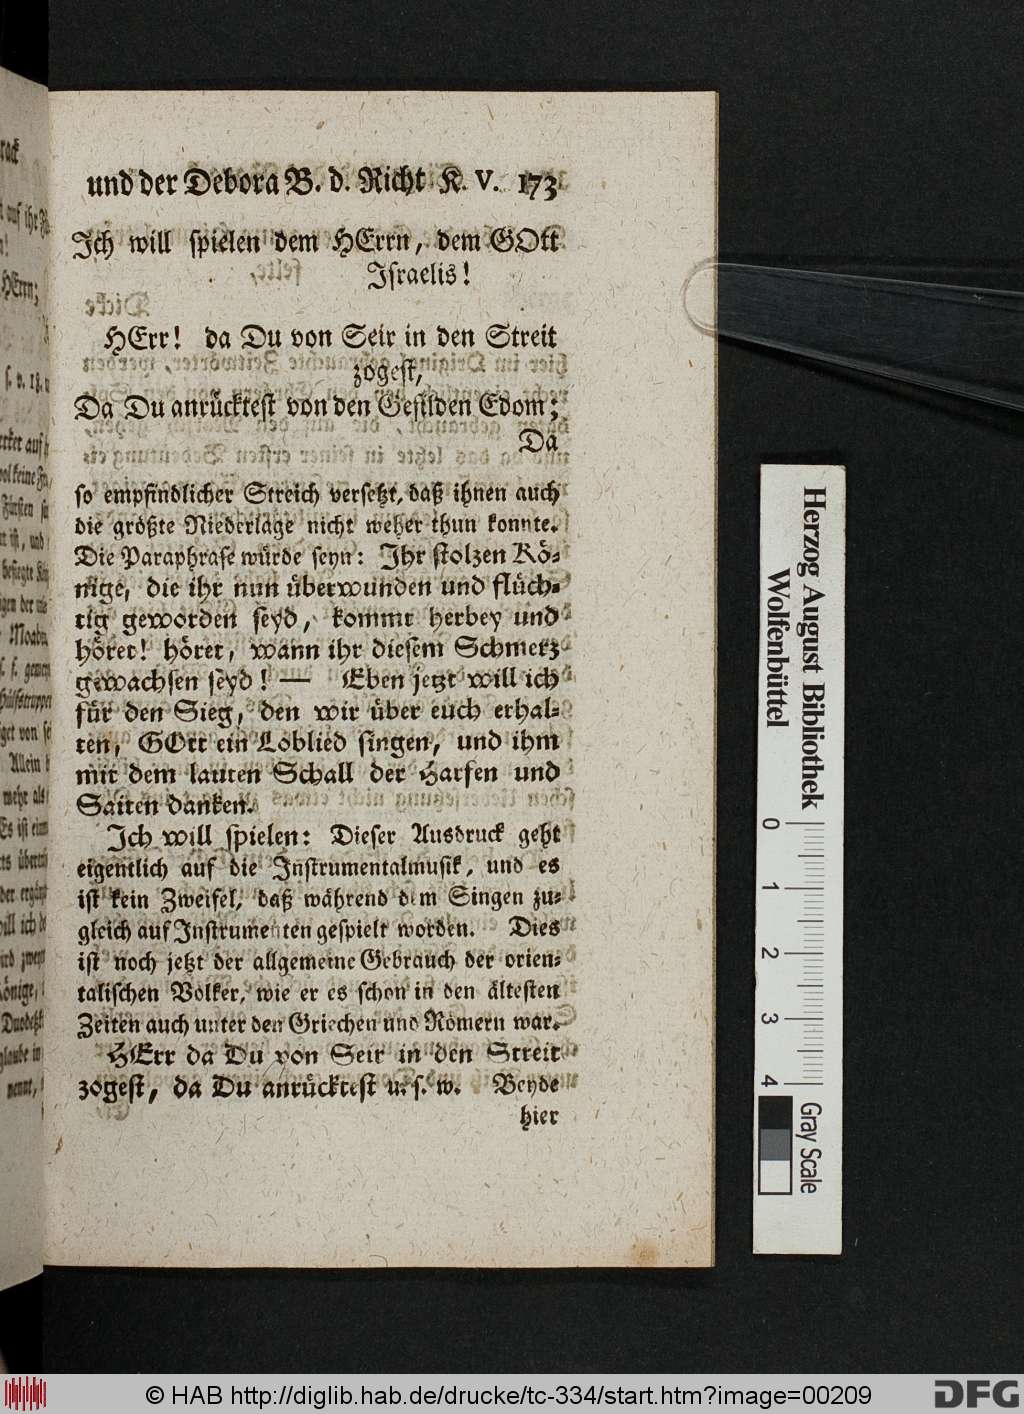 und der Debora B. d. Richt K. V. 173
Ich will spielen dem HErrn, dem GOtt
Israelis!
HErr! da Du von Seir in den Streit
zogest,
Da Du anrücktest von den Gefilden Edom;
Da
so empfindlicher Streich versetzt, daß ihnen auch
die größte Niederlage nicht weher thun konnte.
Die Paraphrase würde seyn: Ihr stolzen Kö-
nige, die ihr nun überwunden und flüch-
tig geworden seyd, kommt herbey und
höret! höret, wann ihr diesem Schmerz
gewachsen seyd! — Eben jetzt will ich
für den Sieg, den wir über euch erhal-
ten, GOtt ein Loblied singen, und ihm
mit dem lauten Schall der Harfen und
Saiten danken.
Ich will spielen: Dieser Ausdruck geht
eigentlich auf die Instrumentalmusik, und es
ist kein Zweifel, daß während dem Singen zu-
gleich auf Instrumenten gespielt worden. Dies
ist noch jetzt der allgemeine Gebrauch der orien-
talischen Volker, wie er es schon in den ältesten
Zeiten auch unter den Griechen und Romern war.
HErr da Du von Seir in den Streit
zogest, da Du anrücktest u. s. w. Beyde
hier
Herzog August Bibliothek
Wolfenbüttel
0 1 2 3 4
Gray Scale
© HAB http://diglib.hab.de/drucke/tc-334/start.htm?image=00209
DFG